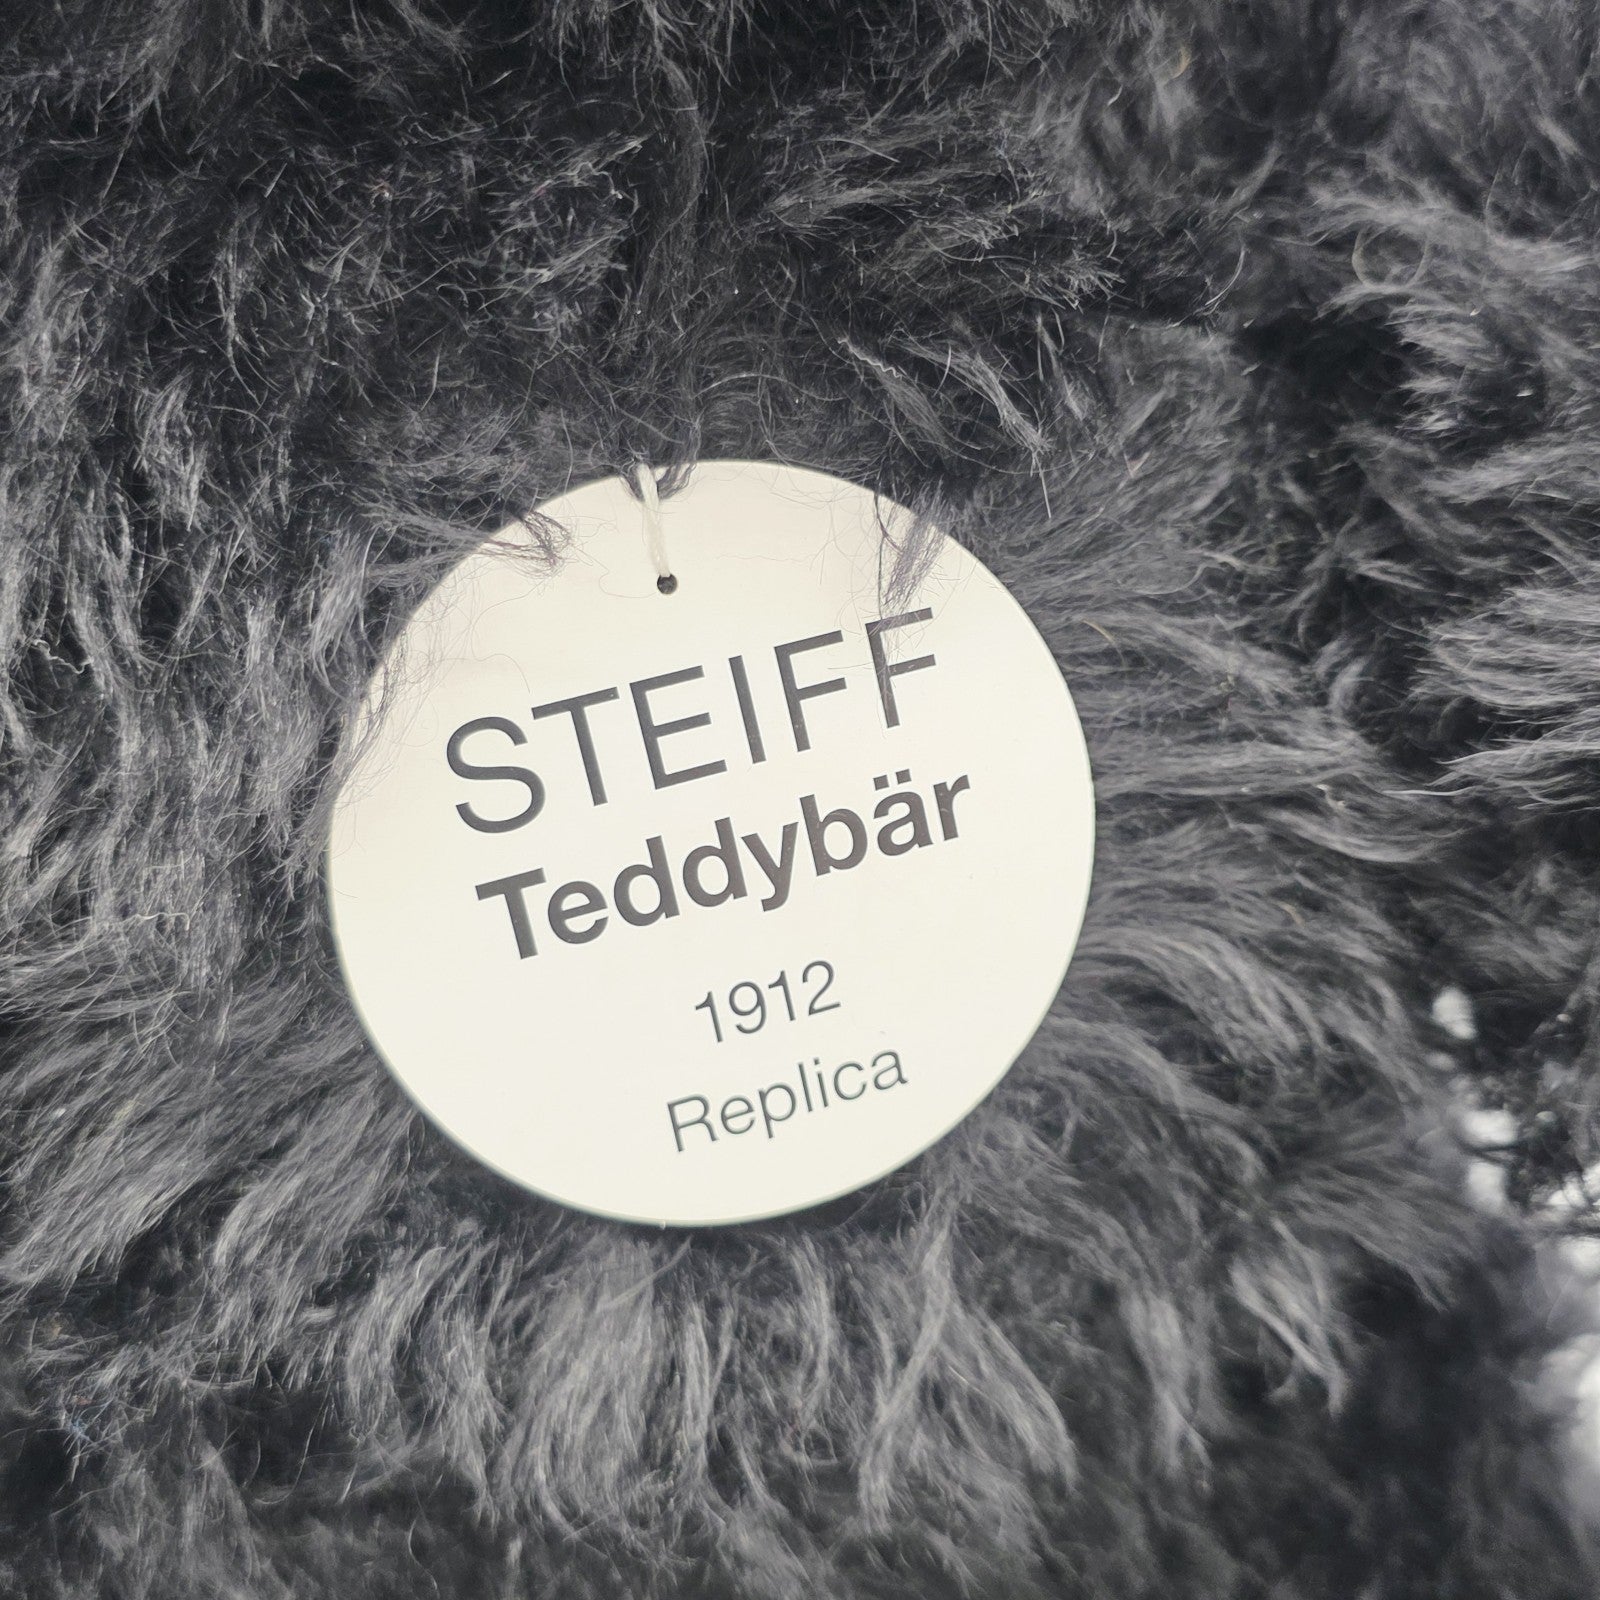 STEIFF
Teddybär
1912
Replica